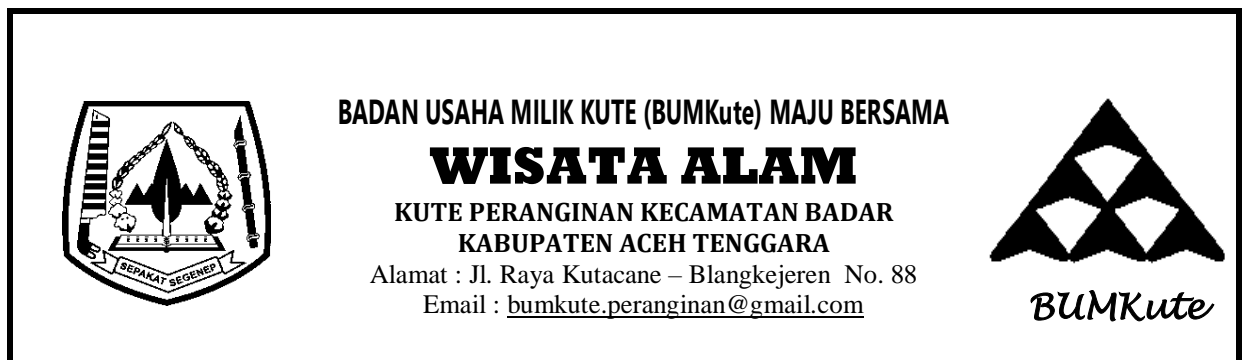 BADAN USAHA MILIK KUTE (BUMKute) MAJU BERSAMA
WISATA ALAM
KUTE PERANGINAN KECAMATAN BADAR
KABUPATEN ACEH TENGGARA
Alamat : Jl. Raya Kutacane – Blangkejeren No. 88
Email : bumkute.peranginan@gmail.com
SEPAKAT SEGENEP
BUMKute